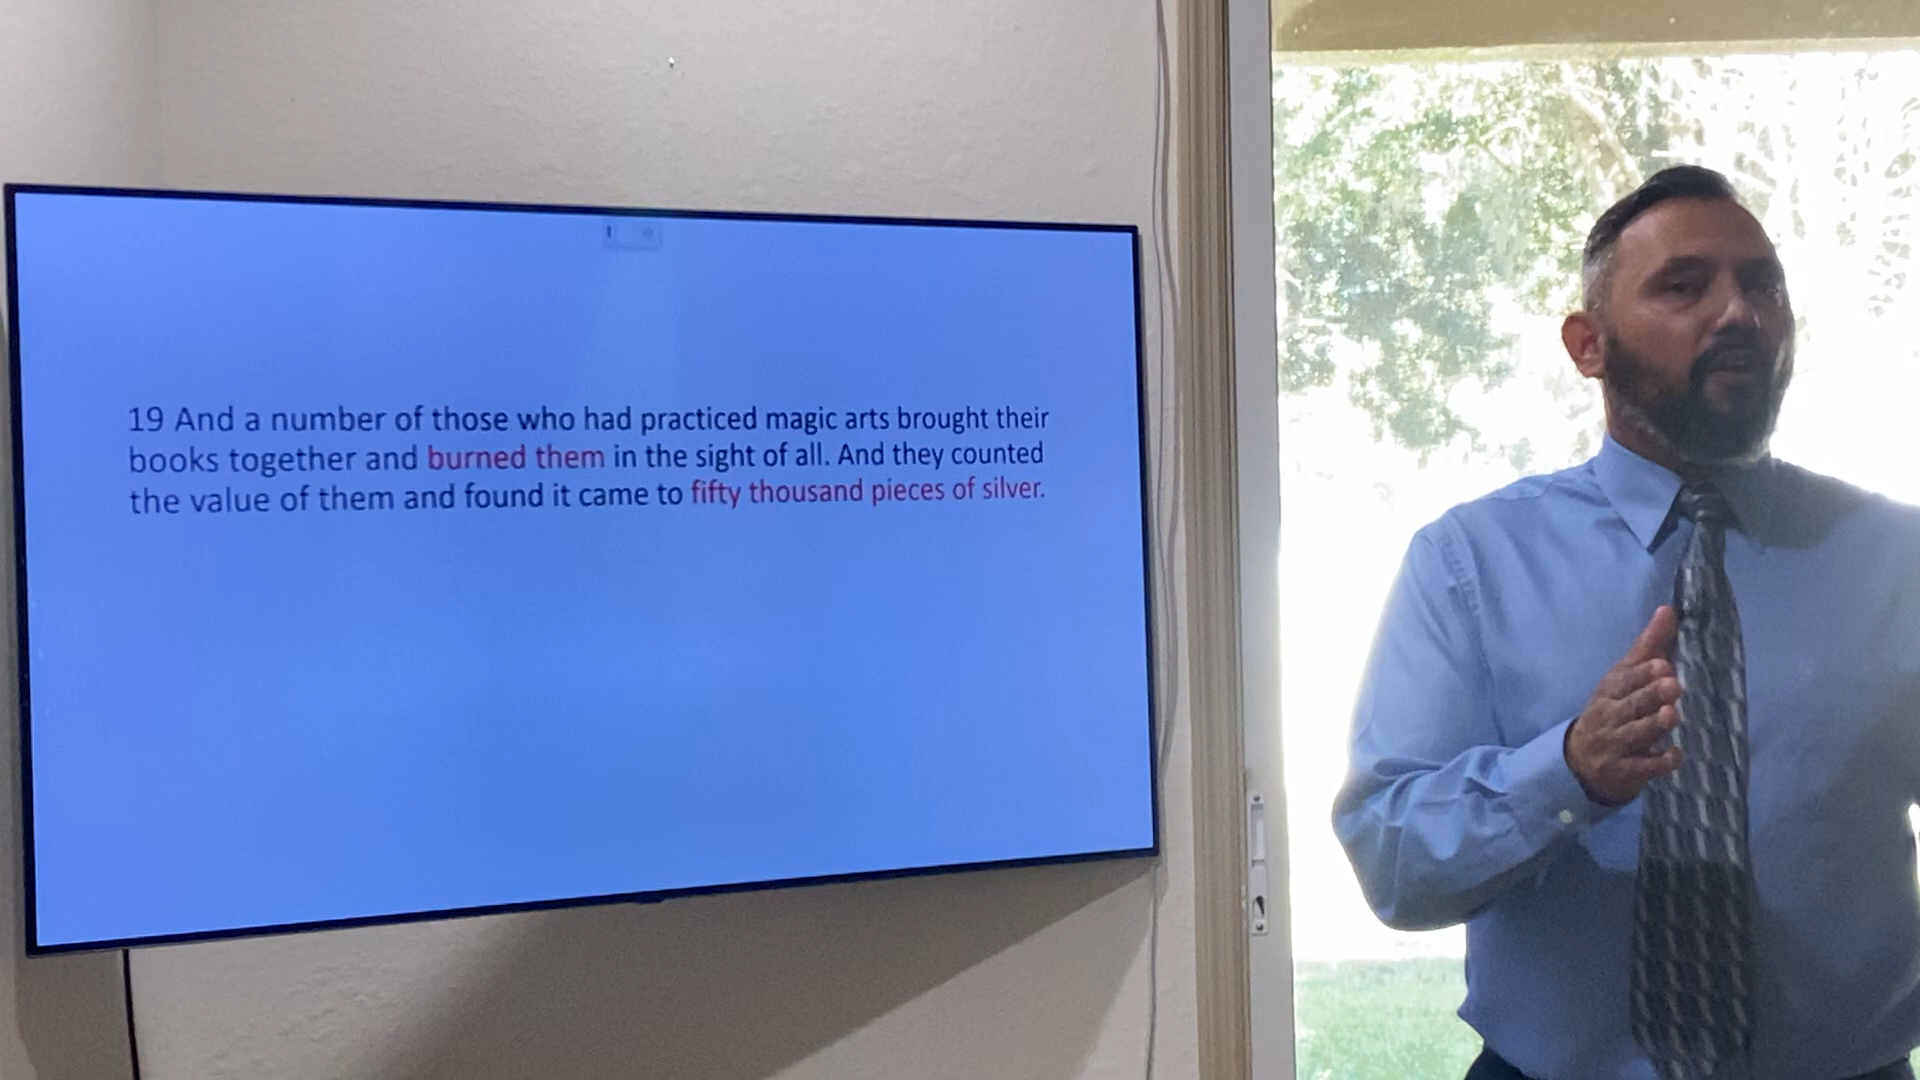 19 And a number of those who had practiced magic arts brought their
books together and burned them in the sight of all. And they counted
the value of them and found it came to fifty thousand pieces of silver.